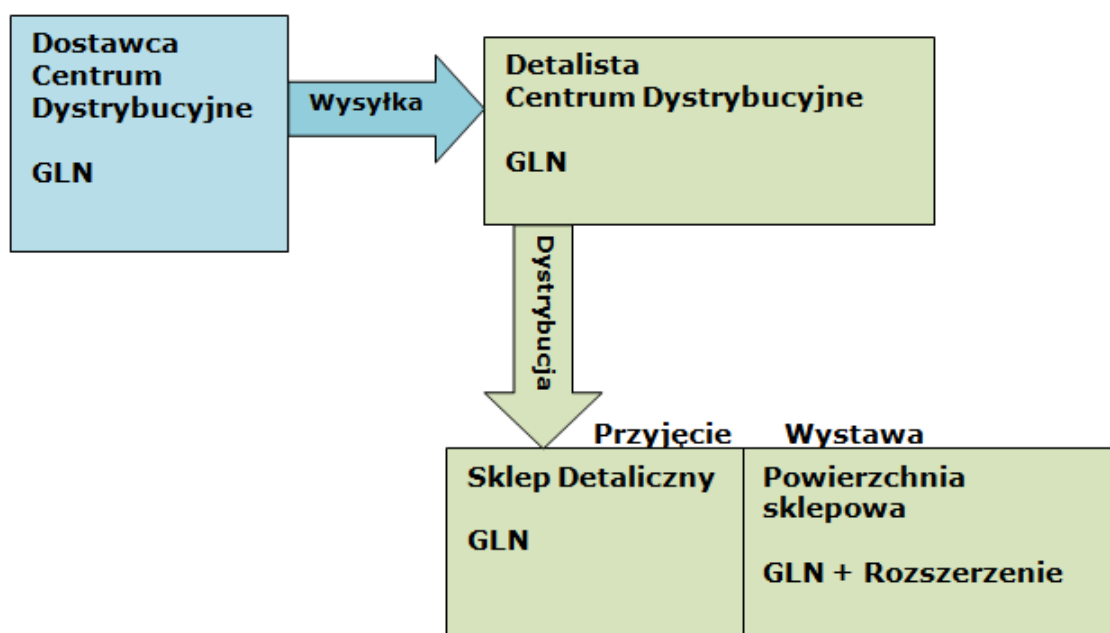 Dostawca
Centrum
Dystrybucyjne
GLN
Wysyłka
Detalista
Centrum Dystrybucyjne
GLN
Dystrybucja
Przyjęcie
Wystawa
Sklep Detaliczny
GLN
Powierzchnia
sklepowa
GLN + Rozszerzenie